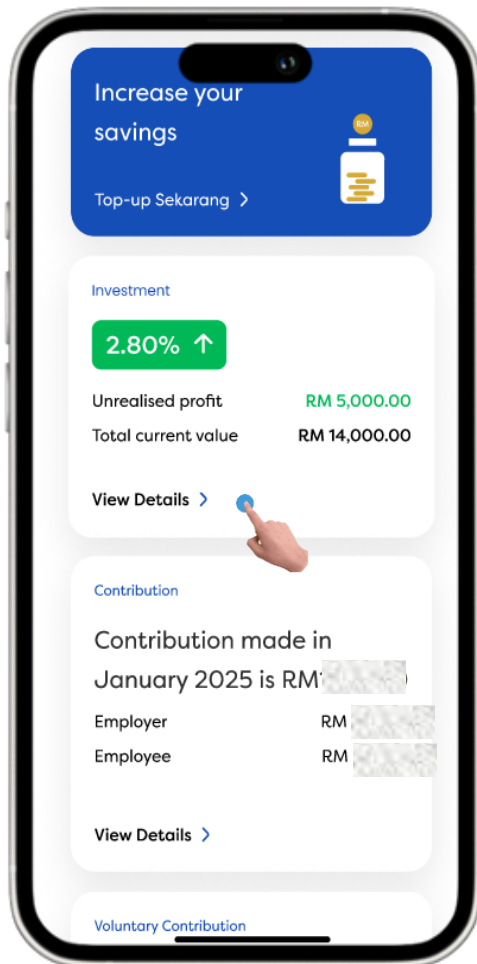 Increase your
savings
RM
Top-up Sekarang
Investment
2.80%
Unrealised profit RM 5,000.00
Total current value RM 14,000.00
View Details
Contribution
Contribution made in
January 2025 is RM
Employer RM
Employee RM
View Details
Voluntary Contribution